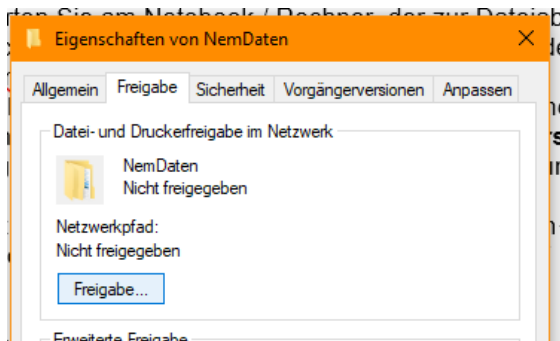 Eigenschaften von NemDaten
Allgemein Freigabe Sicherheit Vorgängerversionen Anpassen
Datei- und Druckerfreigabe im Netzwerk
NemDaten
Nicht freigegeben
Netzwerkpfad:
Nicht freigegeben
Freigabe...
Erweiterte Freigabe